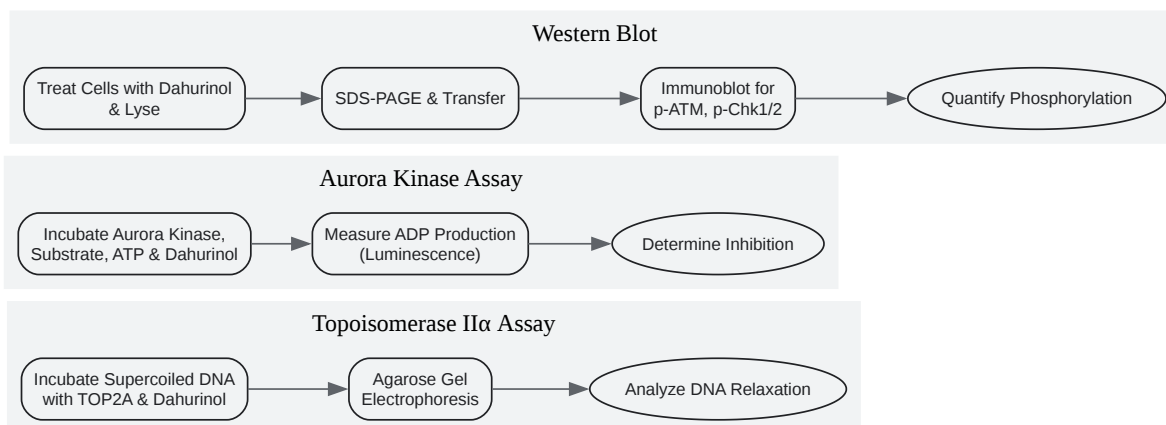 Western Blot
Treat Cells with Dahurinol
& Lyse
SDS-PAGE & Transfer
Immunoblot for
p-ATM, p-Chk1/2
Quantify Phosphorylation
Aurora Kinase Assay
Incubate Aurora Kinase,
Substrate, ATP & Dahurinol
Measure ADP Production
(Luminescence)
Determine Inhibition
Topoisomerase IIα Assay
Incubate Supercoiled DNA
with TOP2A & Dahurinol
Agarose Gel
Electrophoresis
Analyze DNA Relaxation